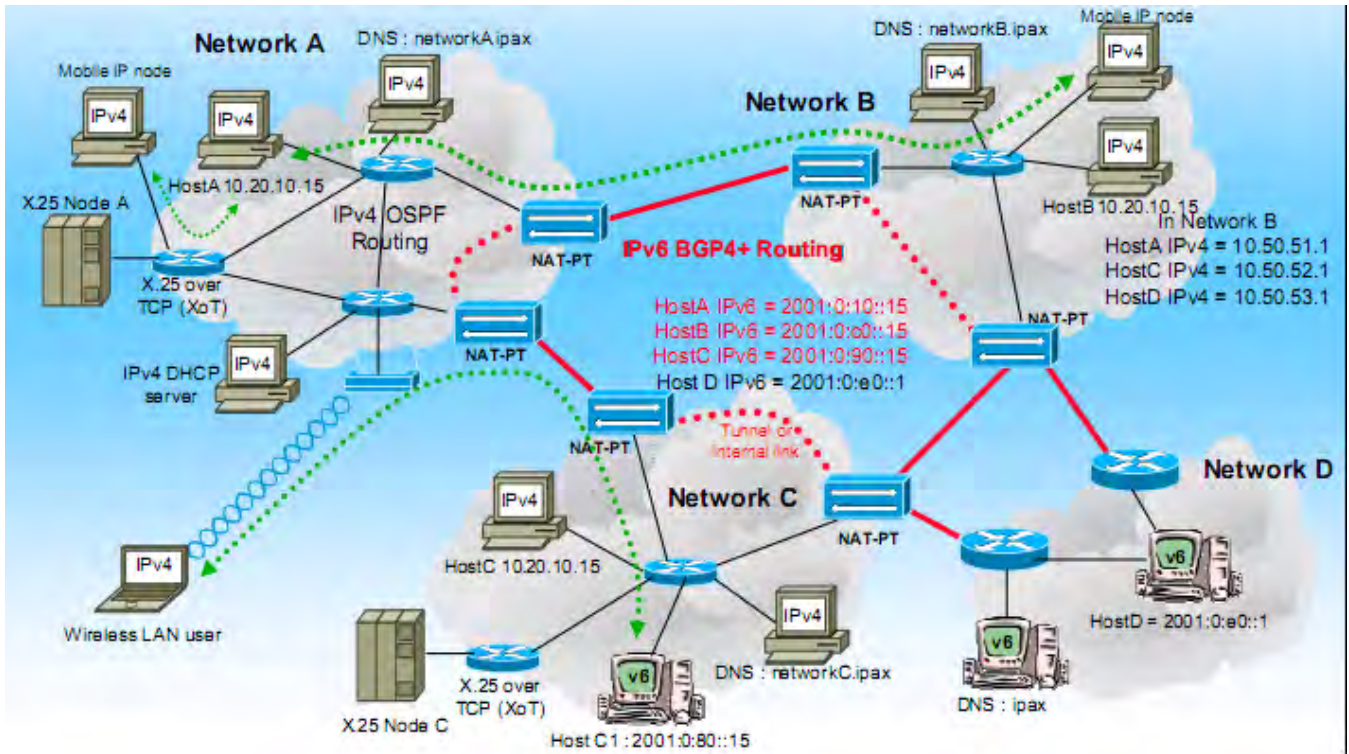 Network A
DNS : networkA.ipax
Mobile IP node
IPv4
IPv4
IPv4
HostA 10.20.10.15
X.25 Node A
X.25 over
TCP (XoT)
IPv4 OSPF
Routing
NAT-PT
NAT-PT
IPv4
IPv4 DHCP
server
IPv4
Wireless LAN user
Network B
DNS : networkB.ipax
Mobile IP node
IPv4
IPv4
IPv4
HostB 10.20.10.15
In Network B
HostA IPv4 = 10.50.51.1
HostC IPv4 = 10.50.52.1
HostD IPv4 = 10.50.53.1
NAT-PT
NAT-PT
IPv6 BGP4+ Routing
HostA IPv6 = 2001:0:10::15
HostB IPv6 = 2001:0:c0::15
HostC IPv6 = 2001:0:90::15
Host D IPv6 = 2001:0:e0::1
NAT-PT
Tunnel or
internal link
Network C
NAT-PT
IPv4
HostC 10.20.10.15
X.25 Node C
X.25 over
TCP (XoT)
v6
Host C1 : 2001:0:80::15
IPv4
DNS : networkC.ipax
Network D
v6
HostD = 2001:0:e0::1
v6
DNS : ipax